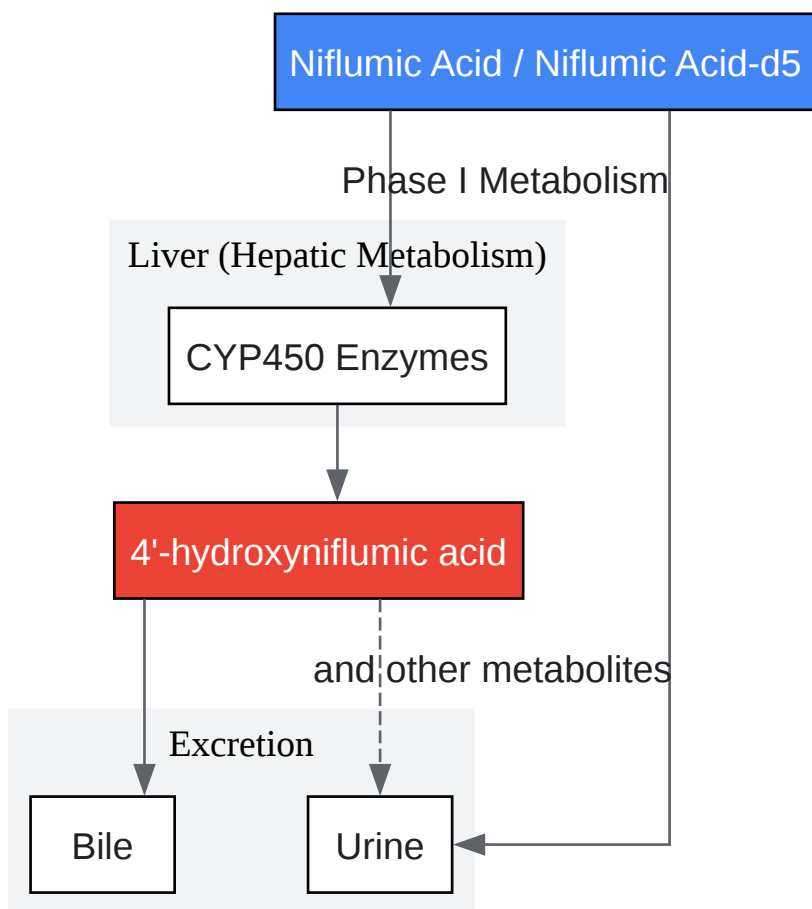 Niflumic Acid / Niflumic Acid-d5
Phase I Metabolism
Liver (Hepatic Metabolism)
CYP450 Enzymes
4'-hydroxyniflumic acid
and other metabolites
Excretion
Bile
Urine